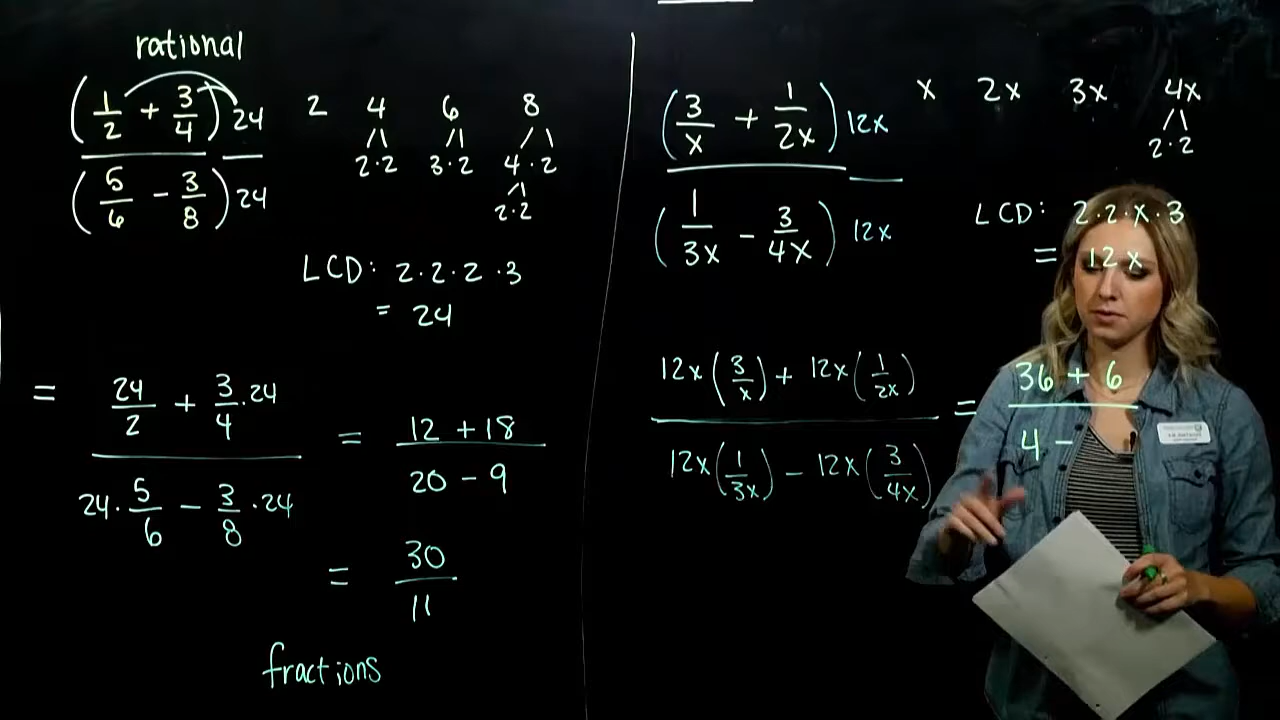 rational
(1/2 + 3/4) 24
(5/6 − 3/8) 24
2 4 6 8
2·2 3·2 4·2
2·2
LCD: 2·2·2·3
= 24
= 24/2 + 3/4·24
24·5/6 − 3/8·24
= 12 + 18
20 − 9
= 30
11
fractions
(3/x + 1/2x) 12x
(1/3x − 3/4x) 12x
x 2x 3x 4x
2·2
LCD: 2·2·x·3
= 12x
12x(3/x) + 12x(1/2x)
12x(1/3x) − 12x(3/4x)
= 36 + 6
4 −